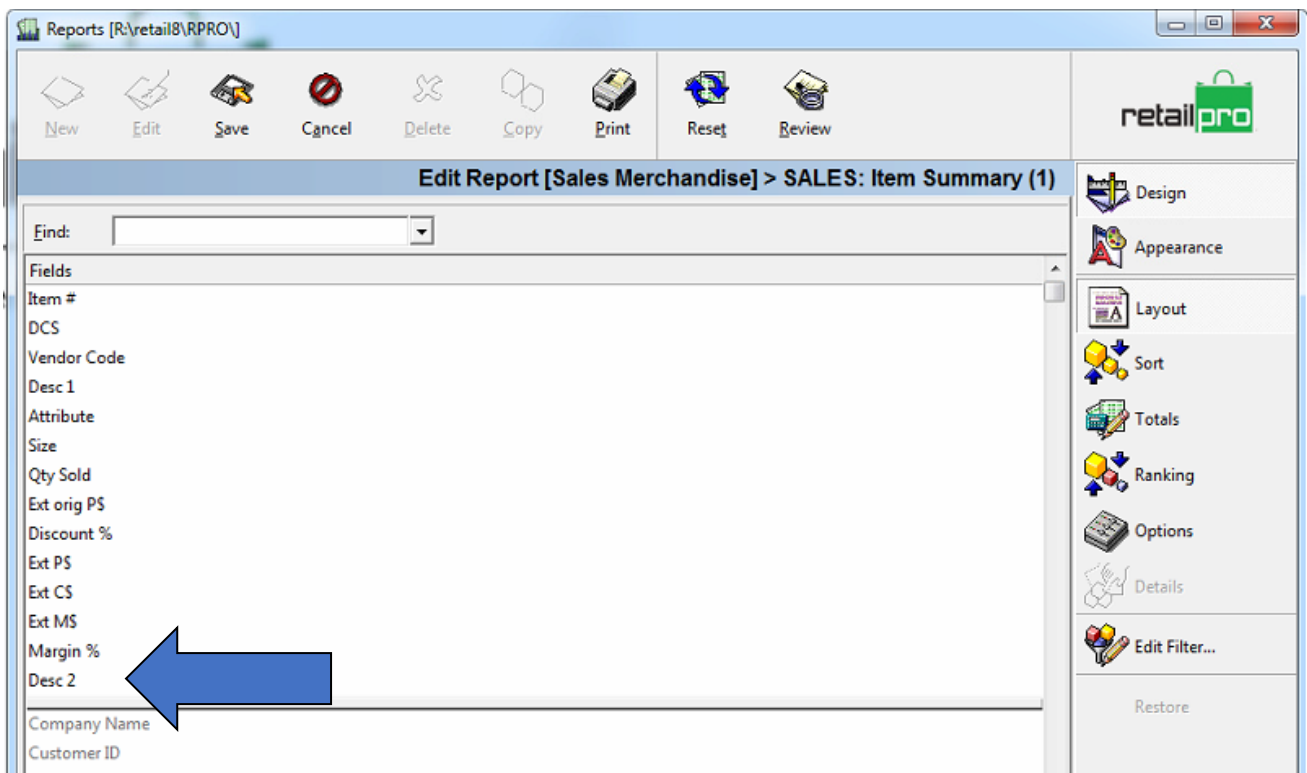 Reports [R:\retail8\RPRO\]
New Edit Save Cancel Delete Copy Print Reset Review
retailpro
Edit Report [Sales Merchandise] > SALES: Item Summary (1)
Find:
Fields
Item #
DCS
Vendor Code
Desc 1
Attribute
Size
Qty Sold
Ext orig P$
Discount %
Ext P$
Ext C$
Ext M$
Margin %
Desc 2
Company Name
Customer ID
Design
Appearance
Layout
Sort
Totals
Ranking
Options
Details
Edit Filter...
Restore